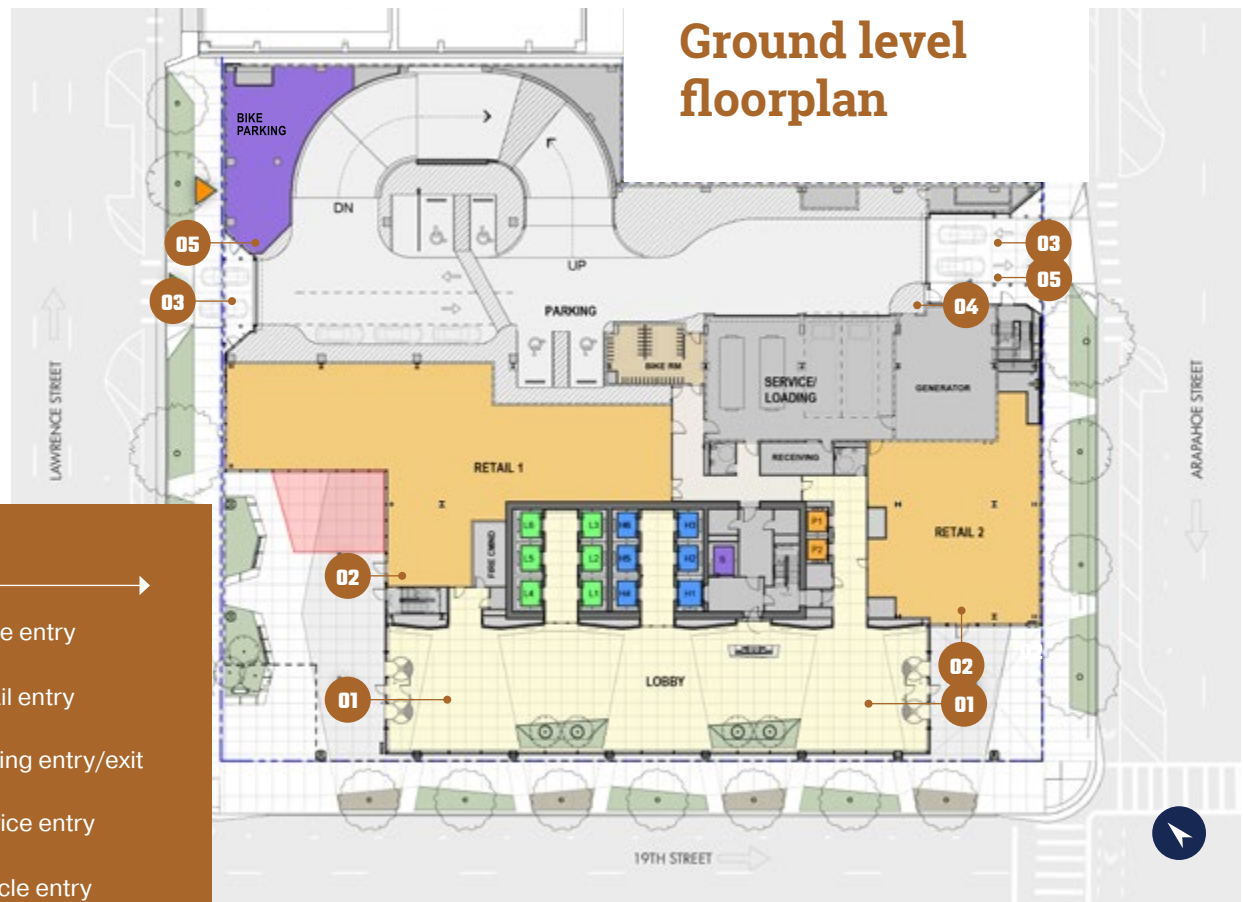 Ground level
floorplan
BIKE
PARKING
DN
UP
05
03
03
05
04
PARKING
BIKE RM
SERVICE/
LOADING
GENERATOR
LAWRENCE STREET
ARAPAHOE STREET
RETAIL 1
RECEIVING
RETAIL 2
FIRE CMND
L6
L3
H6
H3
P1
L5
L2
H5
H2
S
P2
L4
L1
H4
H1
02
02
01
01
LOBBY
19TH STREET
e entry
il entry
ing entry/exit
ice entry
cle entry